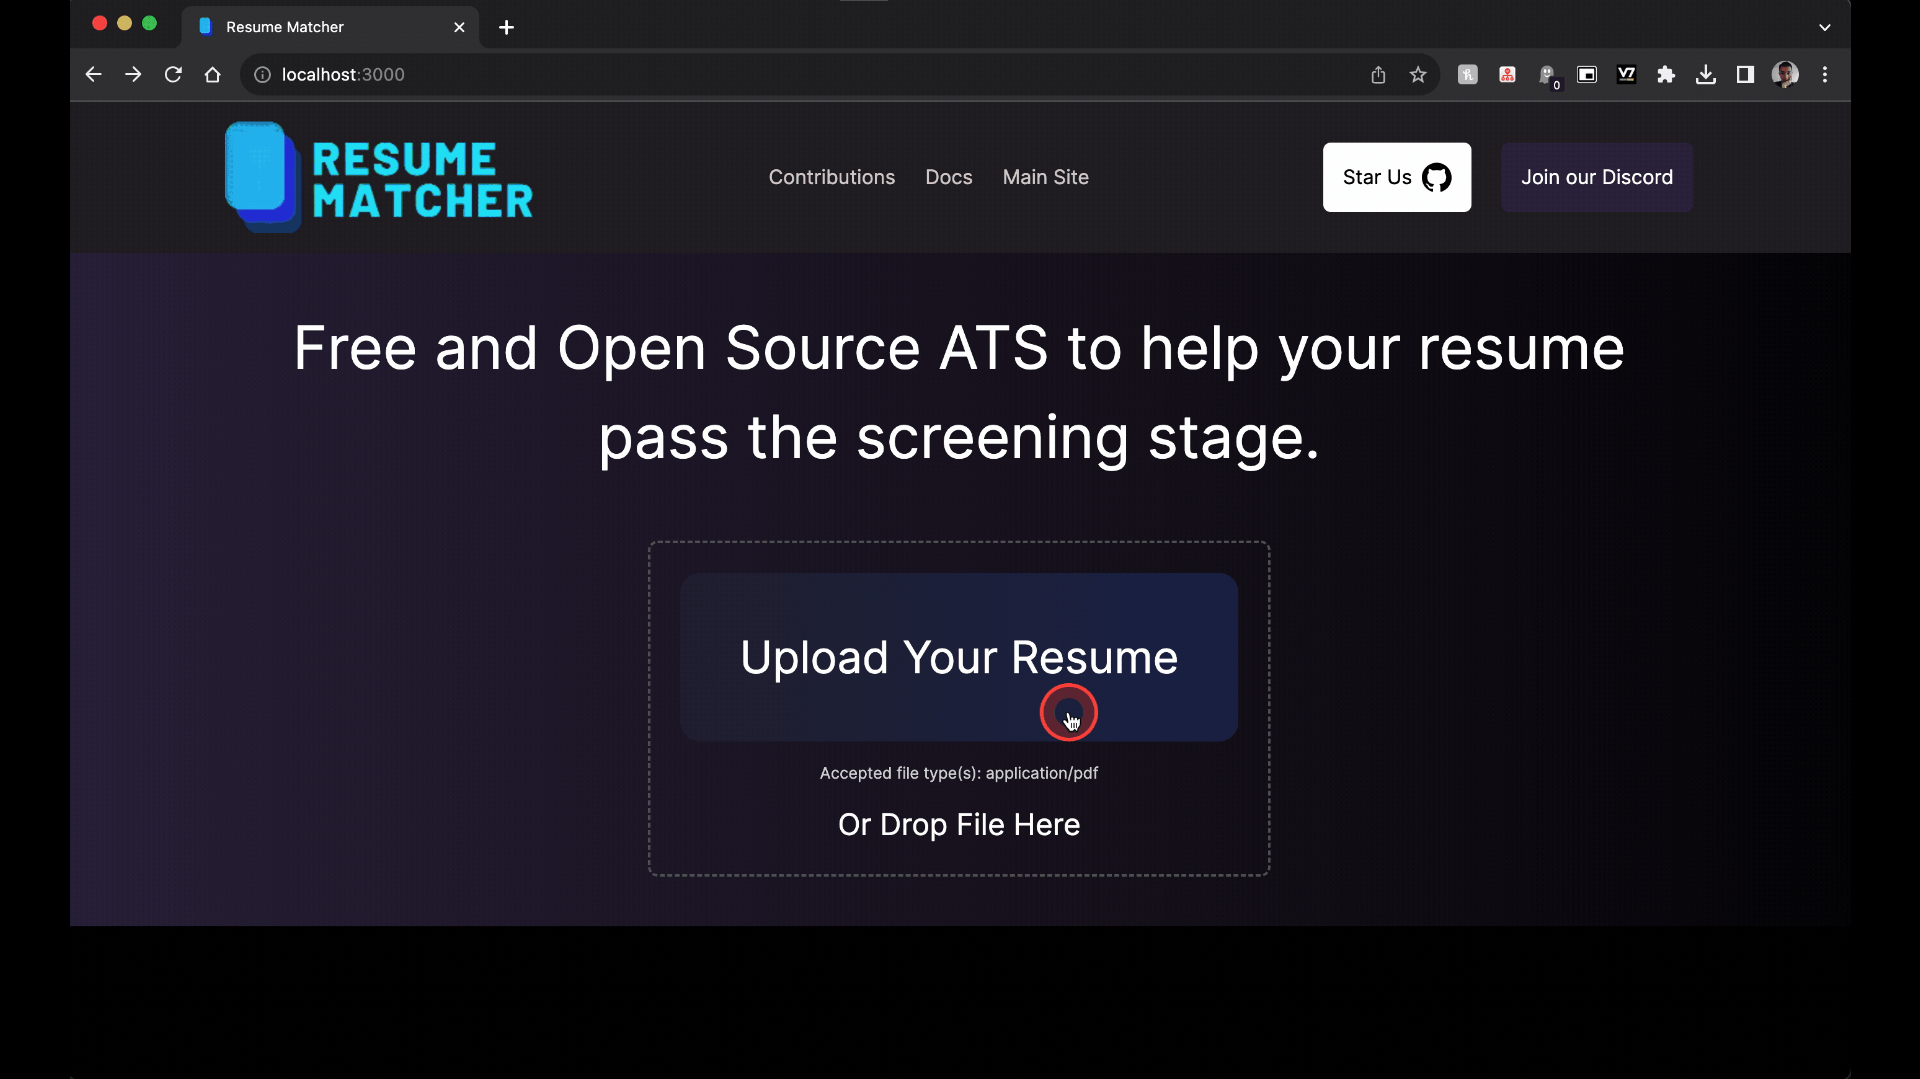 Resume Matcher
localhost:3000
0
V7
RESUME
MATCHER
Contributions
Docs
Main Site
Star Us
Join our Discord
Free and Open Source ATS to help your resume
pass the screening stage.
Upload Your Resume
Accepted file type(s): application/pdf
Or Drop File Here